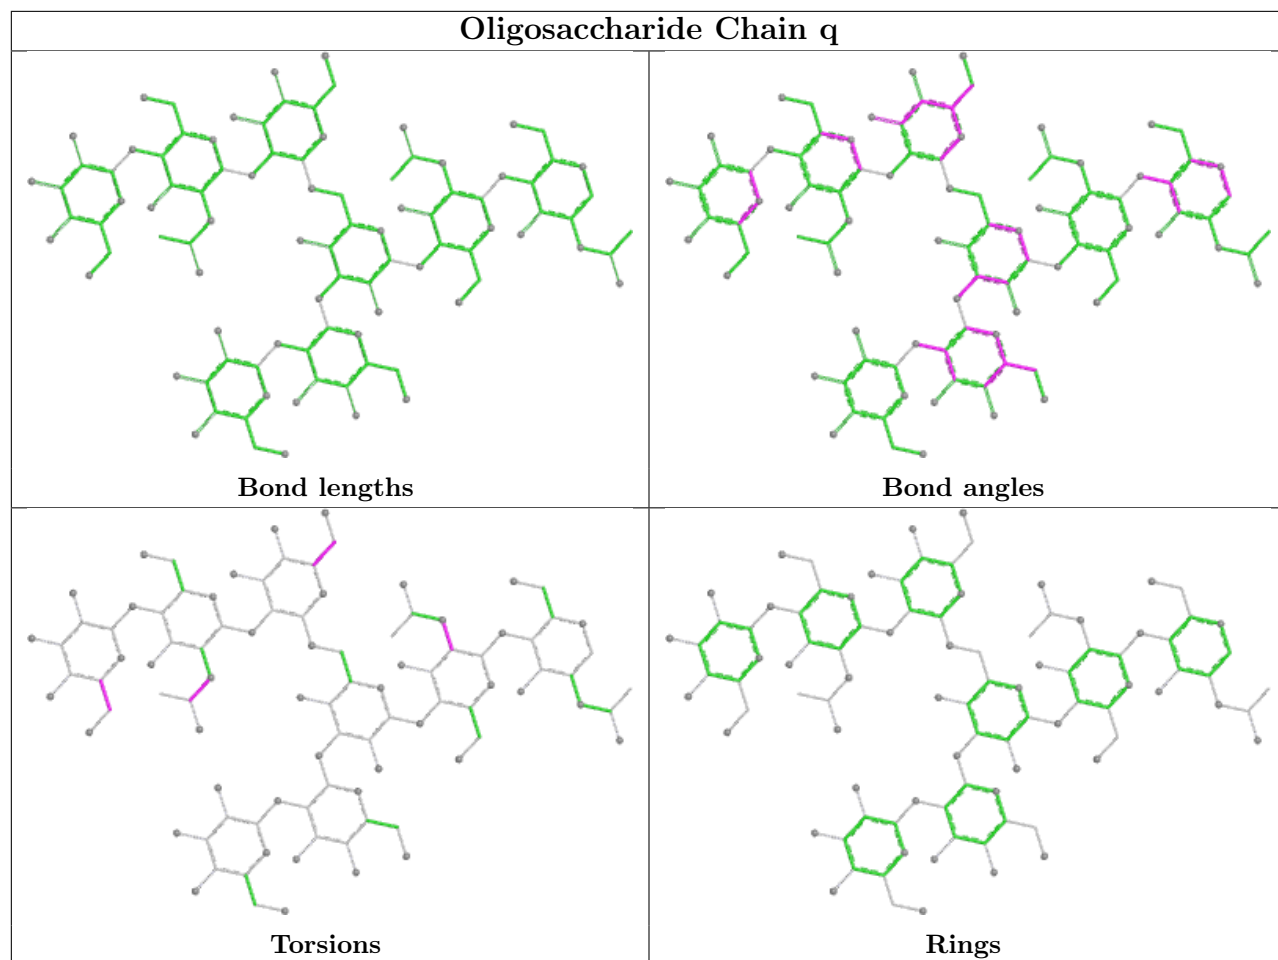 Oligosaccharide Chain q
Bond lengths
Bond angles
Torsions
Rings